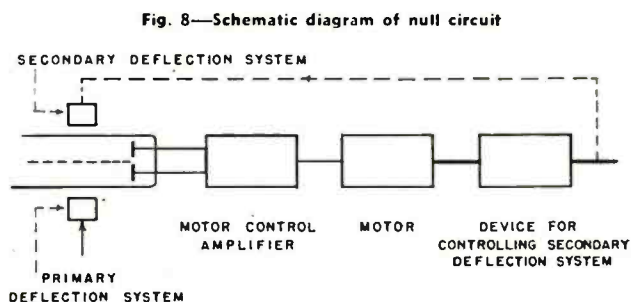 Fig. 8—Schematic diagram of null circuit
SECONDARY DEFLECTION SYSTEM
MOTOR CONTROL
AMPLIFIER
MOTOR
DEVICE FOR
CONTROLLING SECONDARY
DEFLECTION SYSTEM
PRIMARY
DEFLECTION SYSTEM